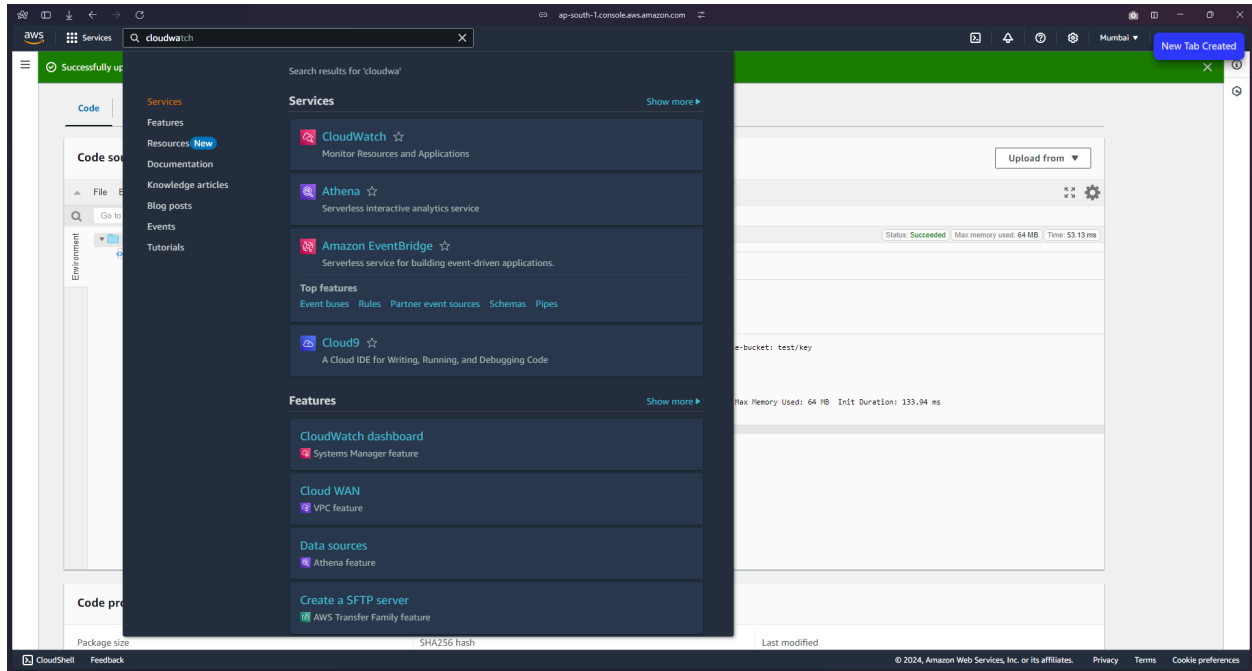 ap-south-1.console.aws.amazon.com
aws
Services
cloudwatch
Mumbai
New Tab Created
Successfully up
Search results for 'cloudwa'
Services
Features
Resources New
Documentation
Knowledge articles
Blog posts
Events
Tutorials
Services
Show more
CloudWatch
Monitor Resources and Applications
Athena
Serverless interactive analytics service
Amazon EventBridge
Serverless service for building event-driven applications.
Top features
Event buses Rules Partner event sources Schemas Pipes
Cloud9
A Cloud IDE for Writing, Running, and Debugging Code
Features
Show more
CloudWatch dashboard
Systems Manager feature
Cloud WAN
VPC feature
Data sources
Athena feature
Create a SFTP server
AWS Transfer Family feature
Code
Code sou
Upload from
File E
Go to
Environment
Status: Succeeded Max memory used: 64 MB Time: 53.13 ms
e-bucket: test/key
Max Memory Used: 64 MB Init Duration: 133.94 ms
Code pro
Package size
SHA256 hash
Last modified
CloudShell Feedback
© 2024, Amazon Web Services, Inc. or its affiliates. Privacy Terms Cookie preferences